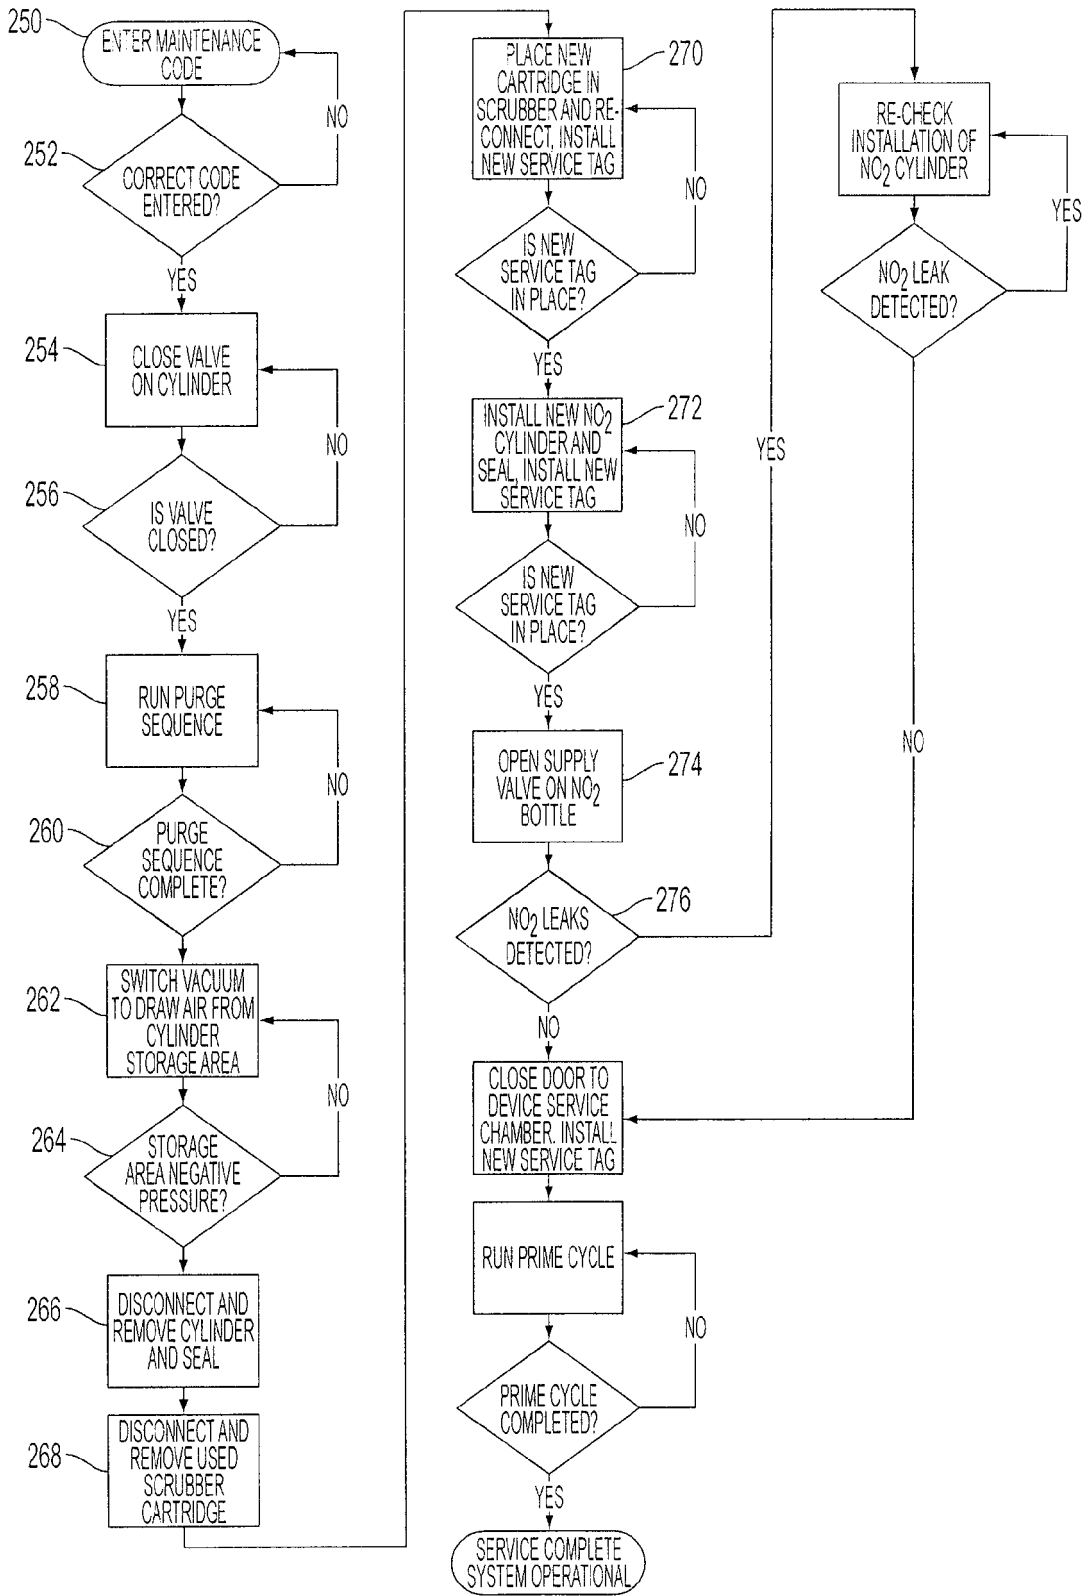 250
ENTER MAINTENANCE
CODE
NO
252
CORRECT CODE
ENTERED?
YES
254
CLOSE VALVE
ON CYLINDER
NO
256
IS VALVE
CLOSED?
YES
258
RUN PURGE
SEQUENCE
NO
260
PURGE
SEQUENCE
COMPLETE?
262
SWITCH VACUUM
TO DRAW AIR FROM
CYLINDER
STORAGE AREA
NO
264
STORAGE
AREA NEGATIVE
PRESSURE?
266
DISCONNECT AND
REMOVE CYLINDER
AND SEAL
268
DISCONNECT AND
REMOVE USED
SCRUBBER
CARTRIDGE
270
PLACE NEW
CARTRIDGE IN
SCRUBBER AND RE-
CONNECT, INSTALL
NEW SERVICE TAG
NO
IS NEW
SERVICE TAG
IN PLACE?
YES
272
INSTALL NEW NO2
CYLINDER AND
SEAL, INSTALL NEW
SERVICE TAG
NO
IS NEW
SERVICE TAG
IN PLACE?
YES
274
OPEN SUPPLY
VALVE ON NO2
BOTTLE
276
NO2 LEAKS
DETECTED?
YES
NO
CLOSE DOOR TO
DEVICE SERVICE
CHAMBER. INSTALL
NEW SERVICE TAG
RUN PRIME CYCLE
NO
PRIME CYCLE
COMPLETED?
YES
SERVICE COMPLETE
SYSTEM OPERATIONAL
RE-CHECK
INSTALLATION OF
NO2 CYLINDER
YES
NO2 LEAK
DETECTED?
NO